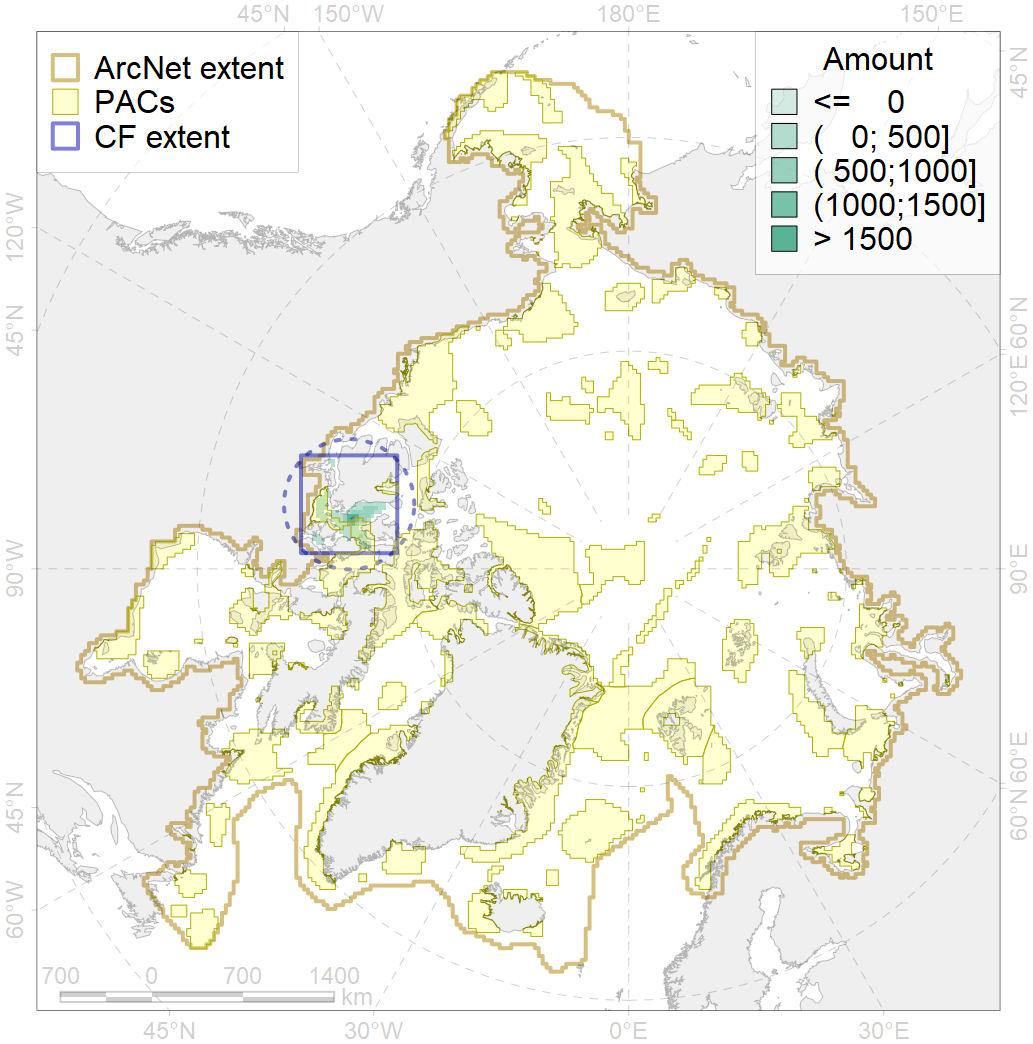 45°N 150°W 180°E 150°E
ArcNet extent
PACs
CF extent
Amount
<= 0
( 0; 500]
( 500;1000]
(1000;1500]
> 1500
45°N
120°W
45°N
60°N
120°E
90°W
90°E
45°N
60°N
60°W
60°E
700 0 700 1400
km
45°N 30°W 0°E 30°E